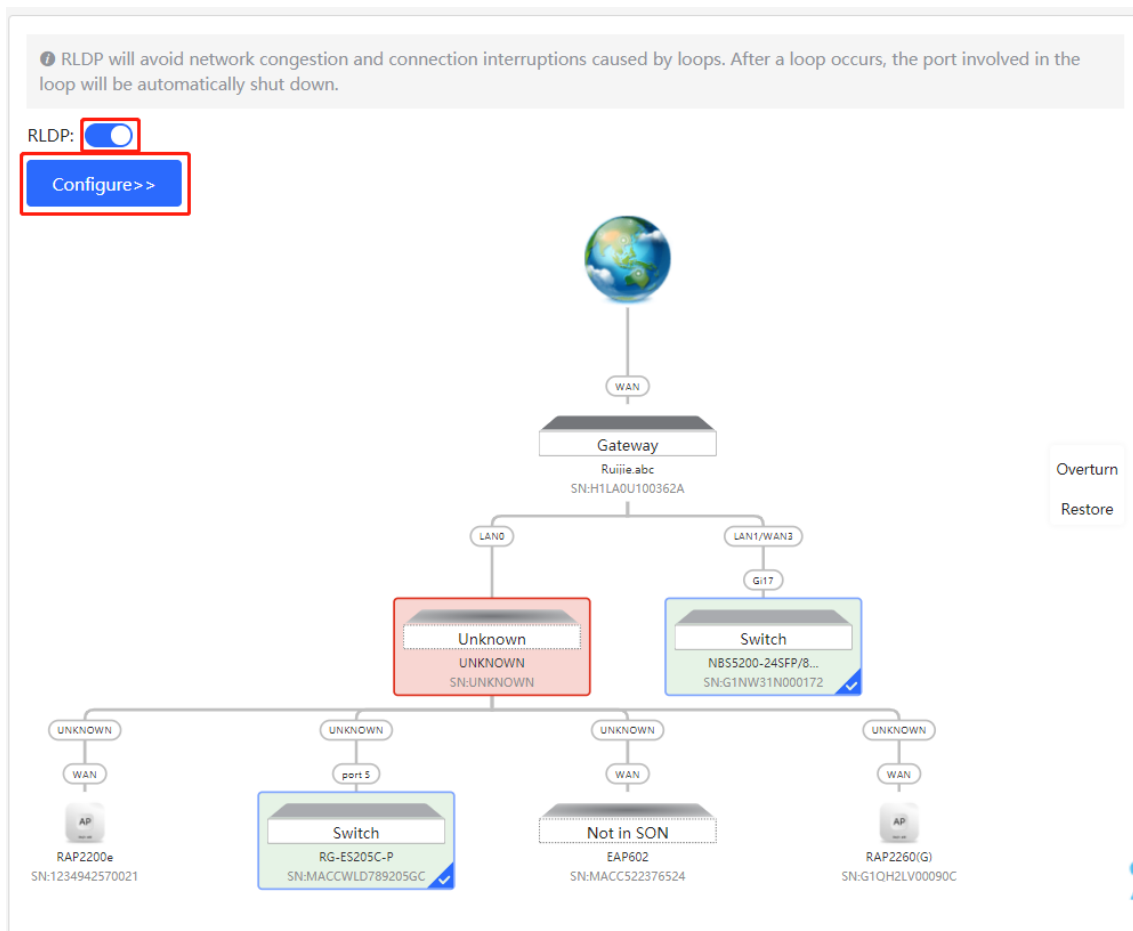 RLDP will avoid network congestion and connection interruptions caused by loops. After a loop occurs, the port involved in the
loop will be automatically shut down.
RLDP:
Configure>>
WAN
Gateway
Ruijie.abc
SN:H1LA0U100362A
Overturn
Restore
LAN0
LAN1/WAN3
Gi17
Unknown
UNKNOWN
SN:UNKNOWN
Switch
NBS5200-24SFP/8...
SN:G1NW31N000172
UNKNOWN
UNKNOWN
UNKNOWN
UNKNOWN
WAN
port 5
WAN
WAN
AP
RAP2200e
SN:1234942570021
Switch
RG-ES205C-P
SN:MACCWLD789205GC
Not in SON
EAP602
SN:MACC522376524
AP
RAP2260(G)
SN:G1QH2LV00090C